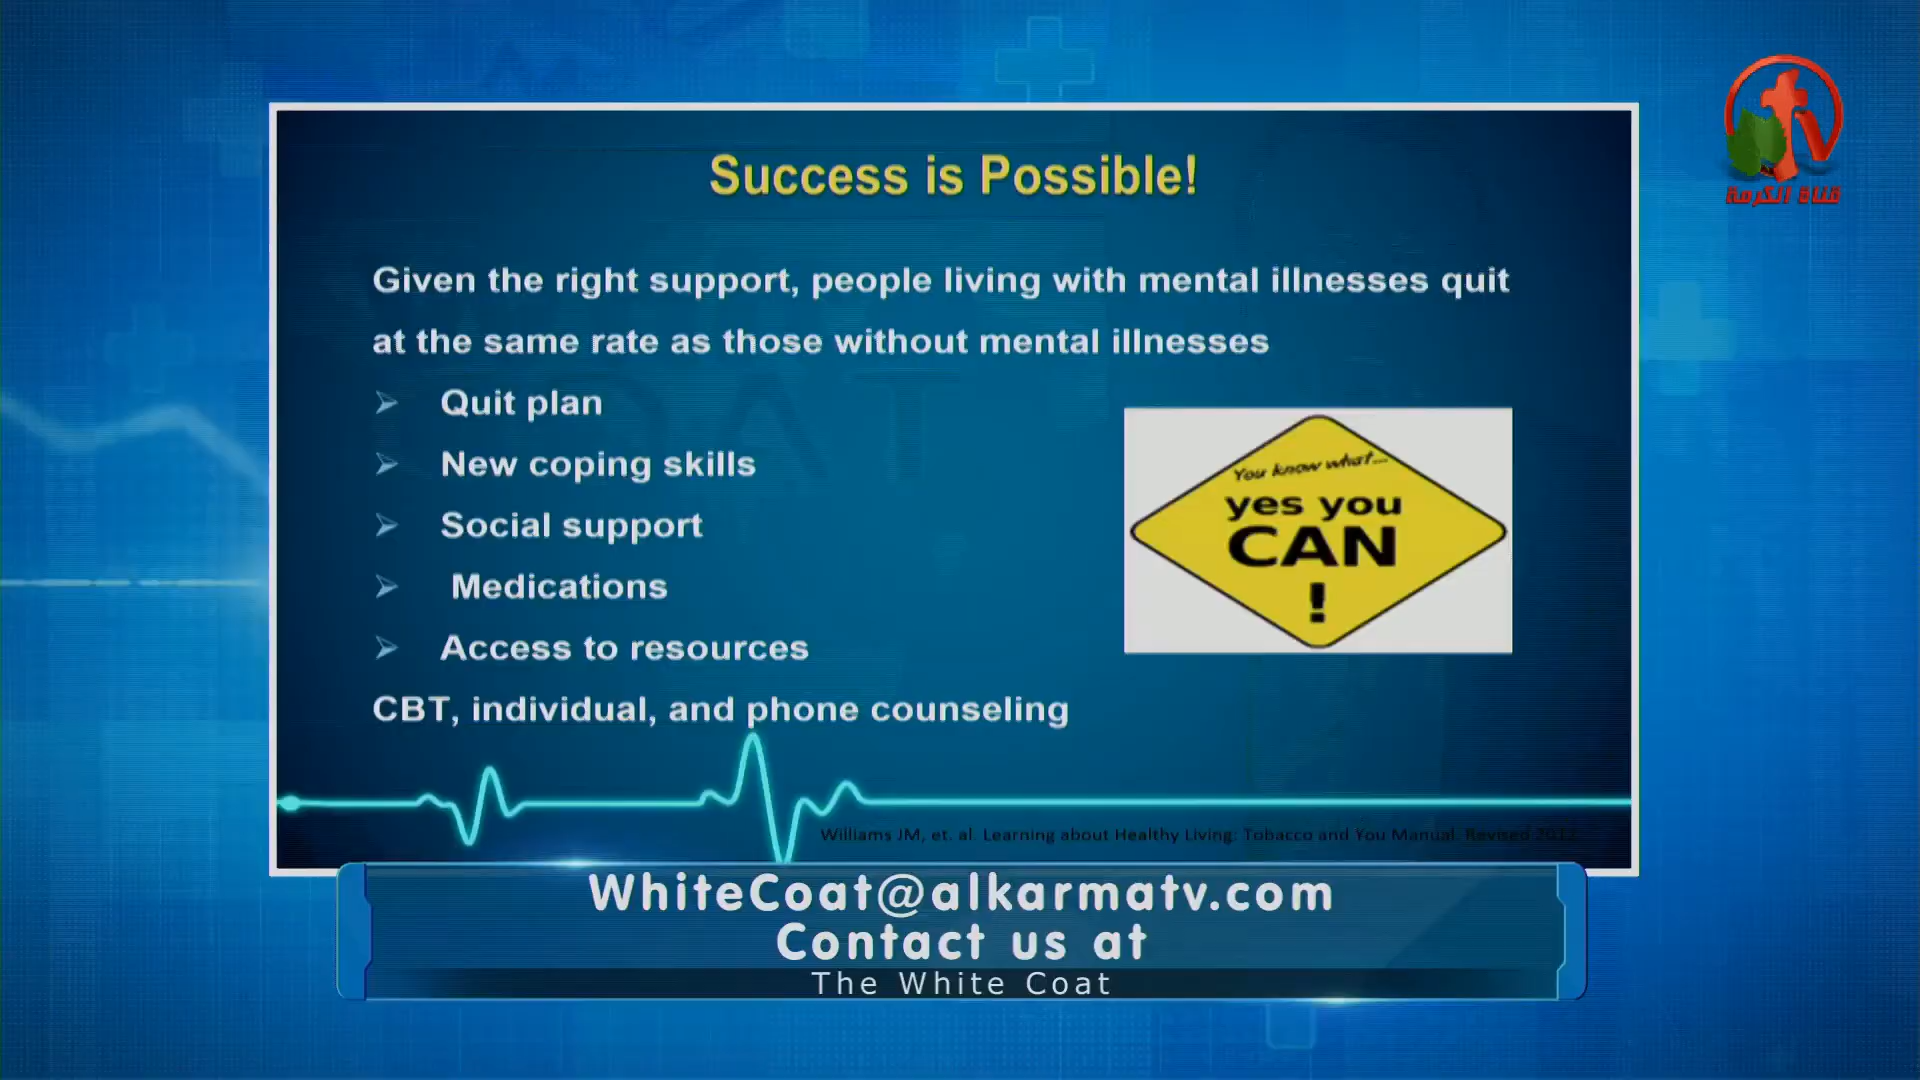 Success is Possible!
Given the right support, people living with mental illnesses quit
at the same rate as those without mental illnesses
Quit plan
New coping skills
Social support
Medications
Access to resources
CBT, individual, and phone counseling
You know what...
yes you
CAN
!
Williams JM, et. al. Learning about Healthy Living: Tobacco and You Manual. Revised 2012
WhiteCoat@alkarmatv.com
Contact us at
The White Coat
tv
قناة الكرمة